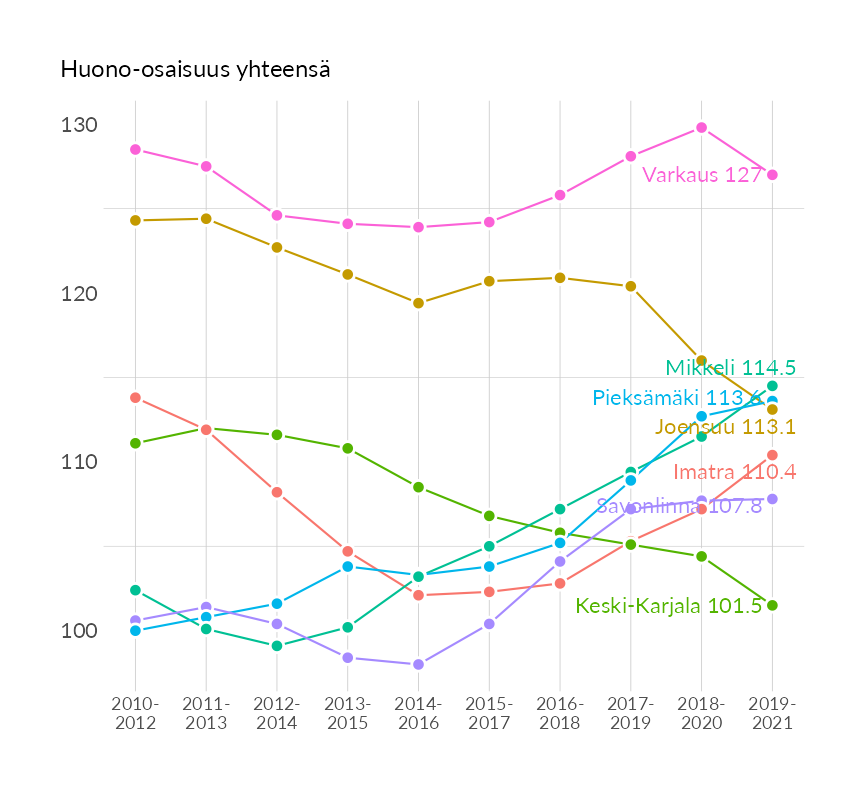 Huono-osaisuus yhteensä
130
Varkaus 127
120
Mikkeli 114.5
Pieksämäki 113.6
Joensuu 113.1
110
Imatra 110.4
Savonlinna 107.8
Keski-Karjala 101.5
100
2010-2012
2011-2013
2012-2014
2013-2015
2014-2016
2015-2017
2016-2018
2017-2019
2018-2020
2019-2021